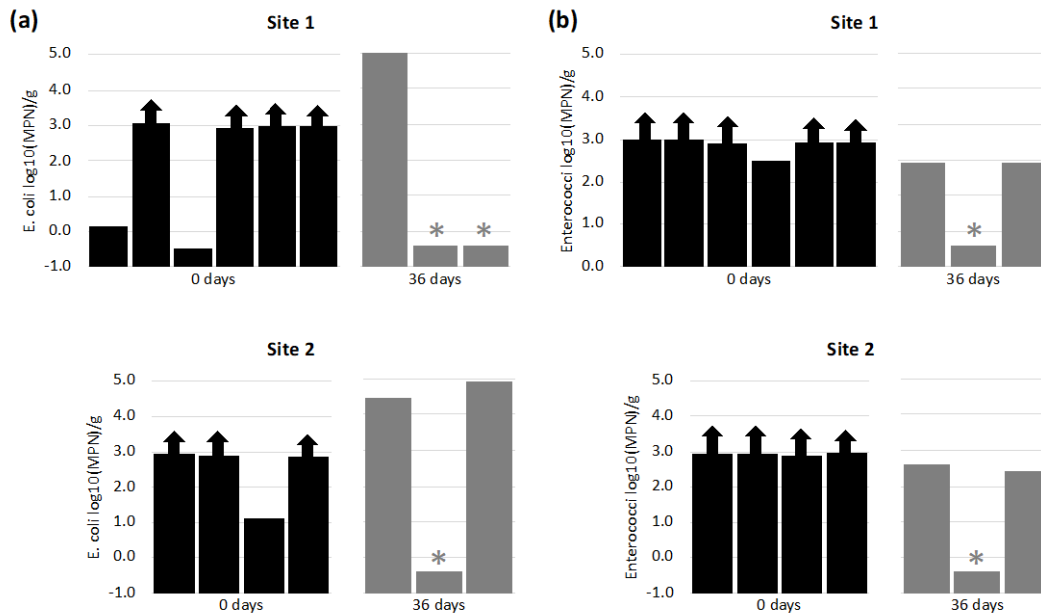 (a)
Site 1
E. coli log10(MPN)/g
5.0
4.0
3.0
2.0
1.0
0.0
-1.0
* *
0 days
36 days
(b)
Site 1
Enterococci log10(MPN)/g
5.0
4.0
3.0
2.0
1.0
0.0
*
0 days
36 days
Site 2
E. coli log10(MPN)/g
5.0
4.0
3.0
2.0
1.0
0.0
-1.0
*
0 days
36 days
Site 2
Enterococci log10(MPN)/g
5.0
4.0
3.0
2.0
1.0
0.0
-1.0
*
0 days
36 days